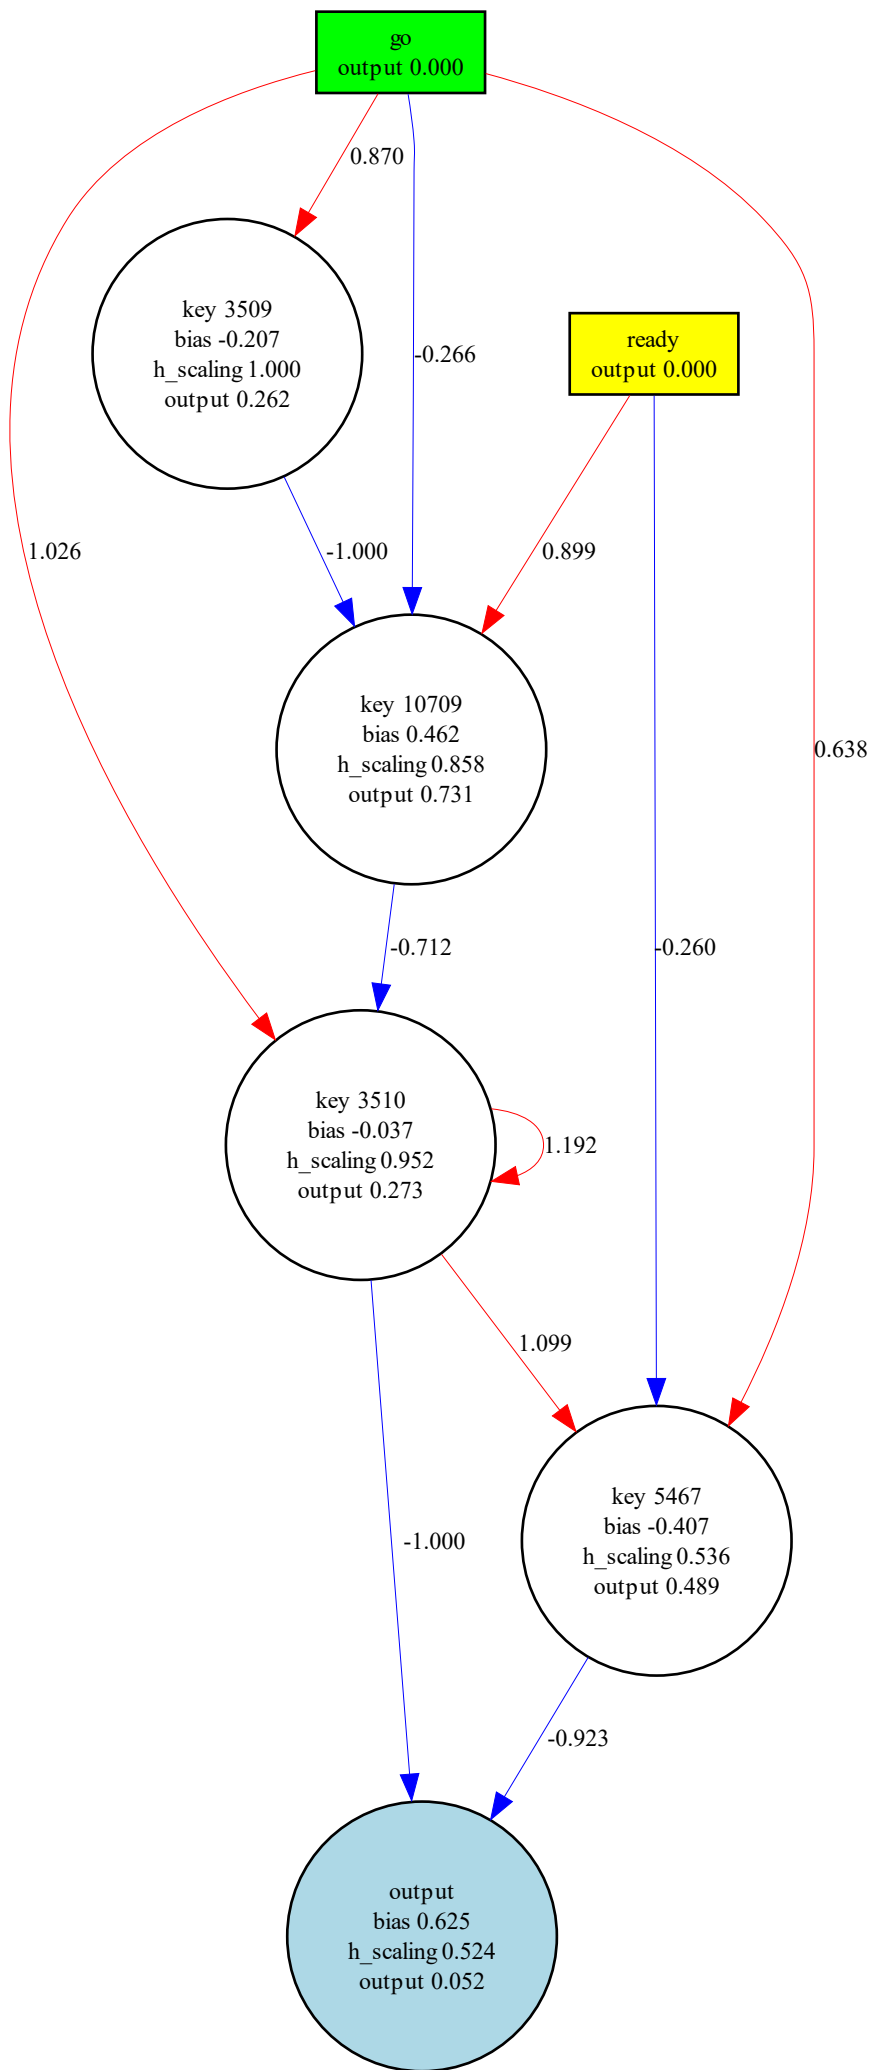 go
output 0.000
0.870
key 3509
bias -0.207
h_scaling 1.000
output 0.262
-0.266
ready
output 0.000
1.026
-1.000
0.899
key 10709
bias 0.462
h_scaling 0.858
output 0.731
0.638
-0.712
-0.260
key 3510
bias -0.037
h_scaling 0.952
output 0.273
1.192
1.099
key 5467
bias -0.407
h_scaling 0.536
output 0.489
-1.000
-0.923
output
bias 0.625
h_scaling 0.524
output 0.052